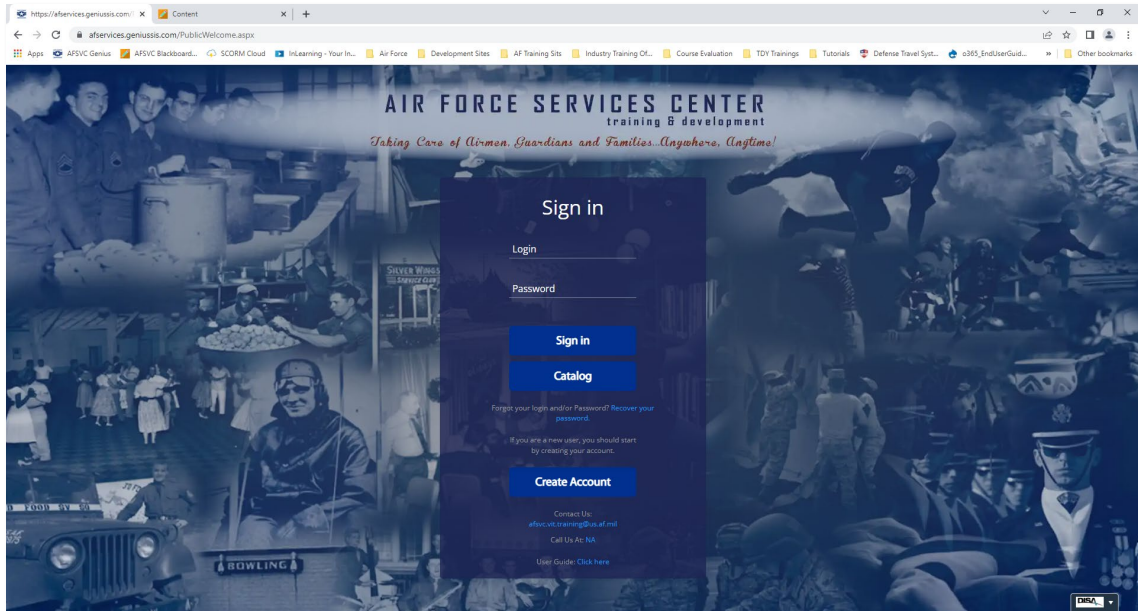 https://afservices.geniussis.com/
Content
afservices.geniussis.com/PublicWelcome.aspx
Apps
AFSVC Genius
AFSVC Blackboard...
SCORM Cloud
InLearning - Your In...
Air Force
Development Sites
AF Training Sits
Industry Training Of...
Course Evaluation
TDY Trainings
Tutorials
Defense Travel Syst...
o365_EndUserGuid...
»
Other bookmarks
AIR FORCE SERVICES CENTER
training & development
Taking Care of Airmen, Guardians and Families...Anywhere, Anytime!
Sign in
Login
Password
Sign in
Catalog
Forgot your login and/or Password? Recover your
password.
If you are a new user, you should start
by creating your account.
Create Account
Contact Us:
afsvc.vit.training@us.af.mil
Call Us At: NA
User Guide: Click here
SILVER WINGS
SERVICE CLUB
FOOD SV
BOWLING
DISA